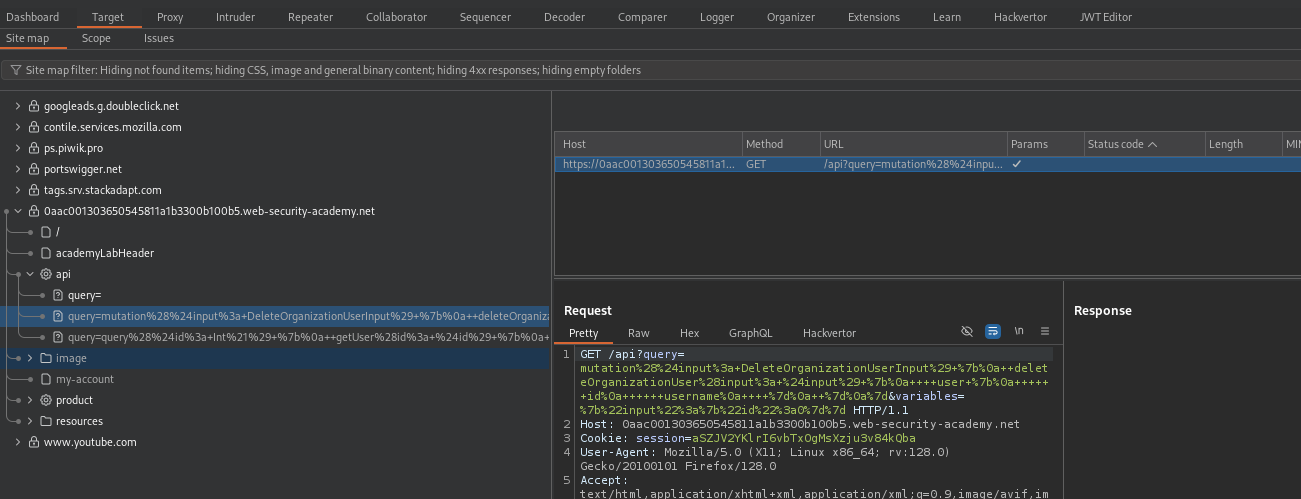 Dashboard Target Proxy Intruder Repeater Collaborator Sequencer Decoder Comparer Logger Organizer Extensions Learn Hackvertor JWT Editor
Site map Scope Issues
Site map filter: Hiding not found items; hiding CSS, image and general binary content; hiding 4xx responses; hiding empty folders
googleads.g.doubleclick.net
contile.services.mozilla.com
ps.piwik.pro
portswigger.net
tags.srv.stackadapt.com
0aac001303650545811a1b3300b100b5.web-security-academy.net
/
academyLabHeader
api
query=
query=mutation%28%24input%3a+DeleteOrganizationUserInput%29+%7b%0a++deleteOrganiz
query=query%28%24id%3a+Int%21%29+%7b%0a++getUser%28id%3a+%24id%29+%7b%0a+
image
my-account
product
resources
www.youtube.com
Host Method URL Params Status code Length MIM
https://0aac001303650545811a1... GET /api?query=mutation%28%24inpu...
Request
Pretty Raw Hex GraphQL Hackvertor \n
1 GET /api?query=
mutation%28%24input%3a+DeleteOrganizationUserInput%29+%7b%0a++delet
eOrganizationUser%28input%3a+%24input%29+%7b%0a++++user+%7b%0a+++++
+id%0a++++++username%0a++++%7d%0a++%7d%0a%7d&variables=
%7b%22input%22%3a%7b%22id%22%3a0%7d%7d HTTP/1.1
2 Host: 0aac001303650545811a1b3300b100b5.web-security-academy.net
3 Cookie: session=aSZJV2YKlrI6vbTxOgMsXzju3v84kQba
4 User-Agent: Mozilla/5.0 (X11; Linux x86_64; rv:128.0)
Gecko/20100101 Firefox/128.0
5 Accept:
text/html,application/xhtml+xml,application/xml;q=0.9,image/avif,im
Response